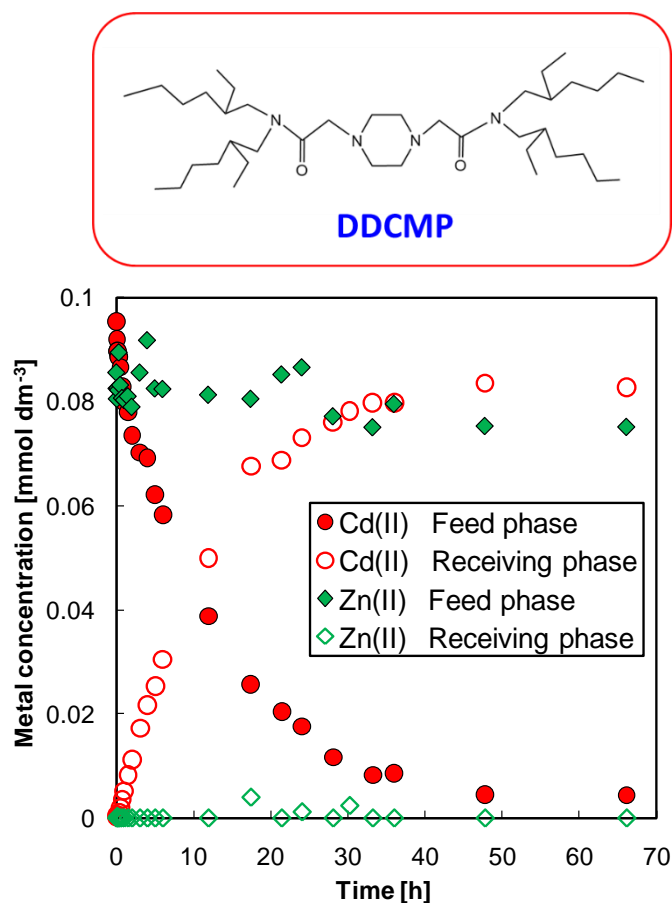 N
O
N
N
O
N
DDCMP
Metal concentration [mmol dm⁻³]
0.1
0.08
0.06
0.04
0.02
0
Cd(II) Feed phase
Cd(II) Receiving phase
Zn(II) Feed phase
Zn(II) Receiving phase
0 10 20 30 40 50 60 70
Time [h]